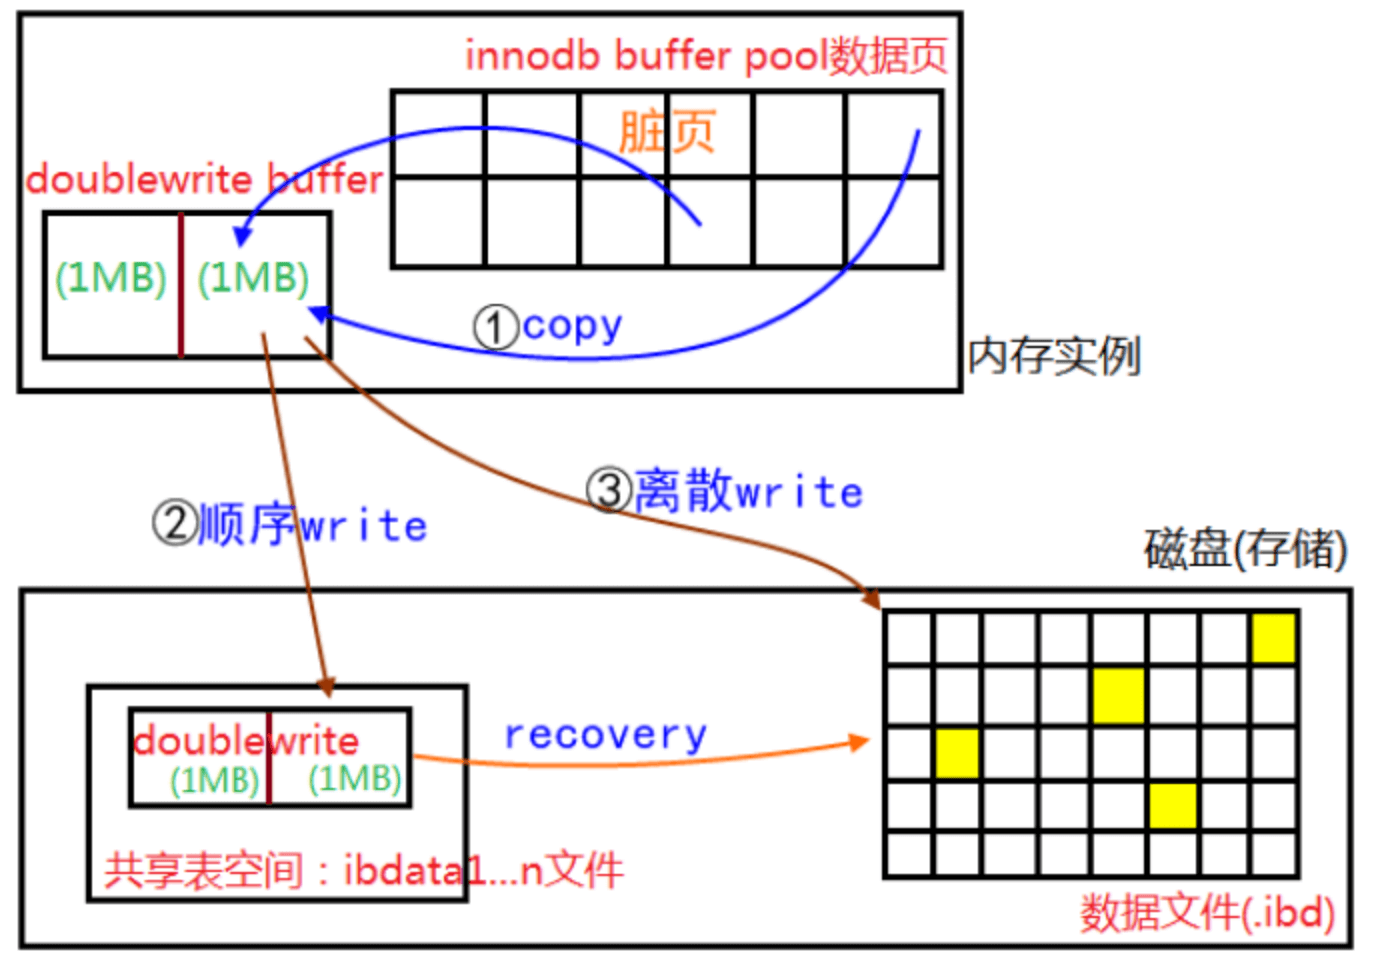 innodb buffer pool数据页
脏页
doublewrite buffer
(1MB) (1MB)
①copy
内存实例
③离散write
②顺序write
磁盘(存储)
doublewrite
(1MB) (1MB)
recovery
共享表空间：ibdata1...n文件
数据文件(.ibd)